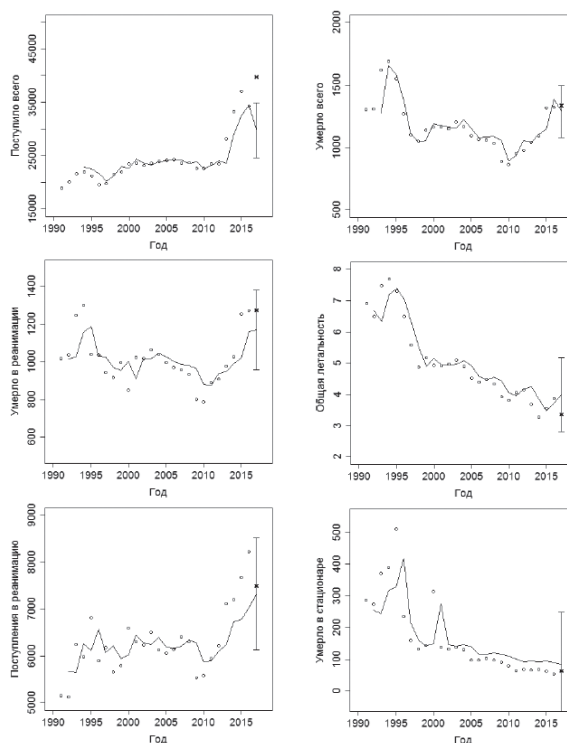 Поступило всего
15000 25000 35000 45000
1990 1995 2000 2005 2010 2015
Год
Умерло всего
500 1000 1500 2000
1990 1995 2000 2005 2010 2015
Год
Умерло в реанимации
600 800 1000 1200 1400
1990 1995 2000 2005 2010 2015
Год
Общая летальность
2 3 4 5 6 7 8
1990 1995 2000 2005 2010 2015
Год
Поступления в реанимацию
5000 6000 7000 8000 9000
1990 1995 2000 2005 2010 2015
Год
Умерло в стационаре
0 100 200 300 400 500
1990 1995 2000 2005 2010 2015
Год